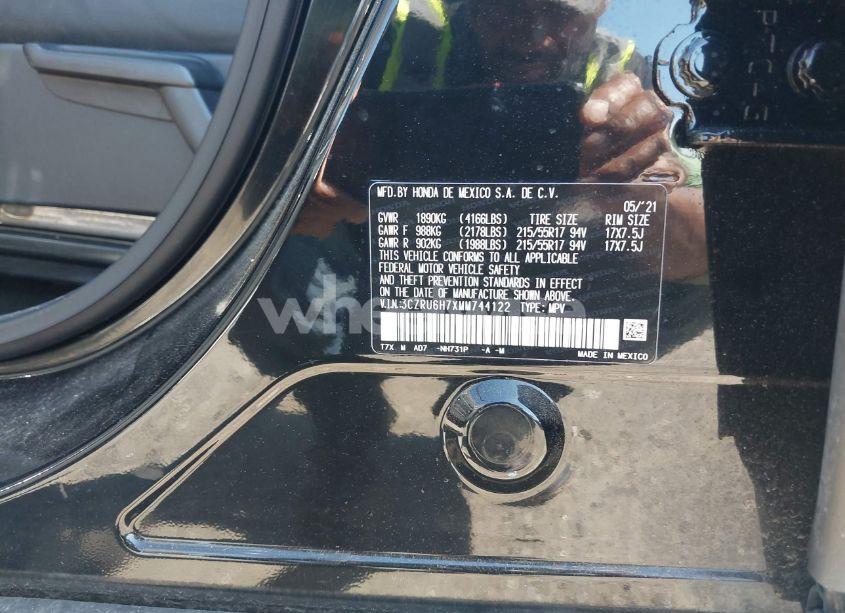 MFD.BY HONDA DE MEXICO S.A. DE C.V.
05/'21
GVWR 1890KG (4166LBS) TIRE SIZE RIM SIZE
GAWR F 988KG (2178LBS) 215/55R17 94V 17X7.5J
GAWR R 902KG (1988LBS) 215/55R17 94V 17X7.5J
THIS VEHICLE CONFORMS TO ALL APPLICABLE
FEDERAL MOTOR VEHICLE SAFETY
AND THEFT PREVENTION STANDARDS IN EFFECT
ON THE DATE OF MANUFACTURE SHOWN ABOVE.
V.I.N.:3CZRU6H7XMM744122 TYPE: MPV
T7X M AD7 -NH731P -A -M MADE IN MEXICO